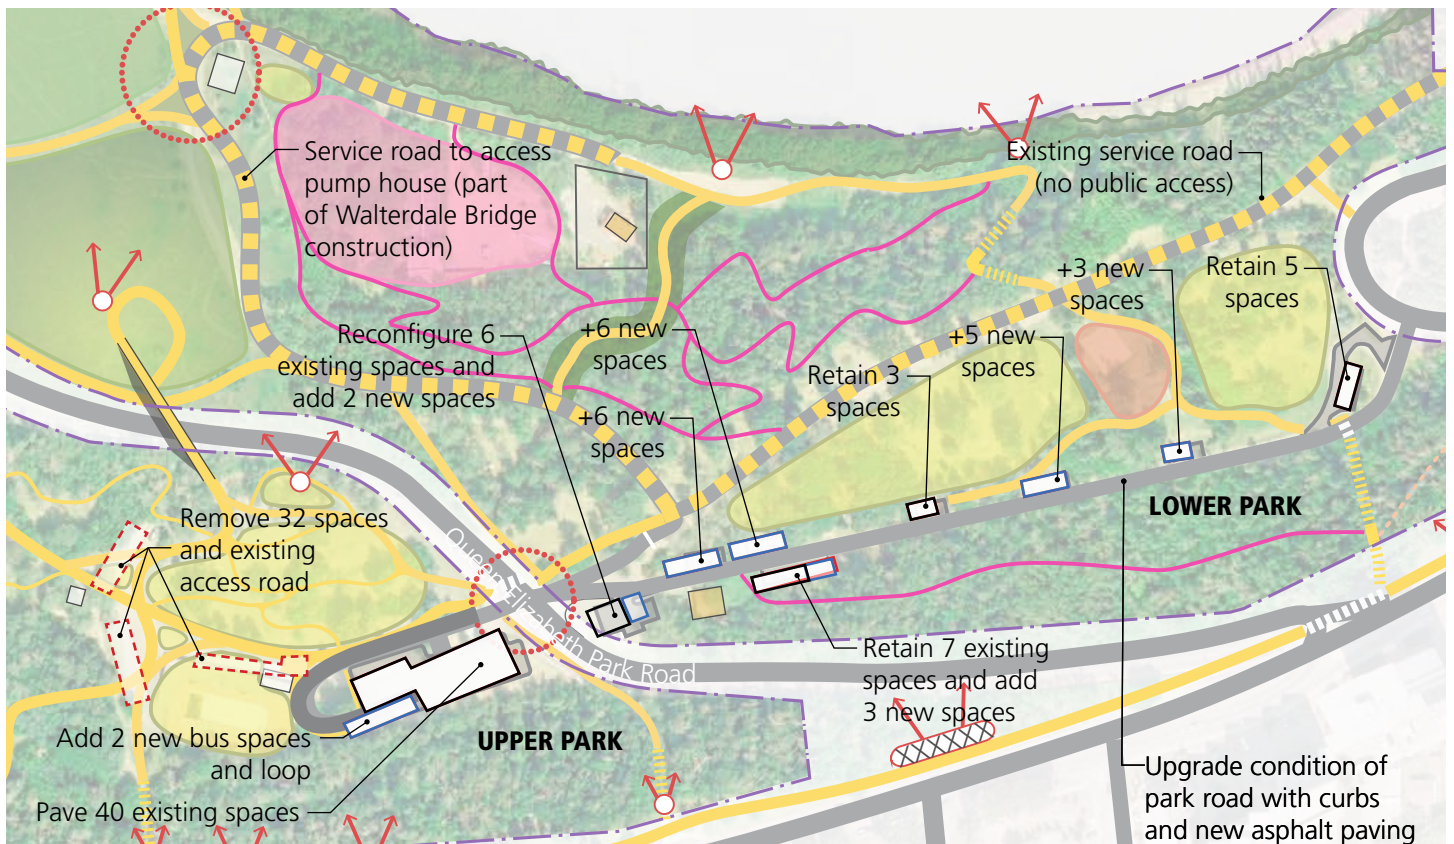 Service road to access
pump house (part
of Walterdale Bridge
construction)
Existing service road
(no public access)
+3 new
spaces
Retain 5
spaces
Reconfigure 6
existing spaces and
add 2 new spaces
+6 new
spaces
+5 new
spaces
Retain 3
spaces
+6 new
spaces
LOWER PARK
Remove 32 spaces
and existing
access road
Queen Elizabeth Park Road
Retain 7 existing
spaces and add
3 new spaces
Add 2 new bus spaces
and loop
UPPER PARK
Pave 40 existing spaces
Upgrade condition of
park road with curbs
and new asphalt paving